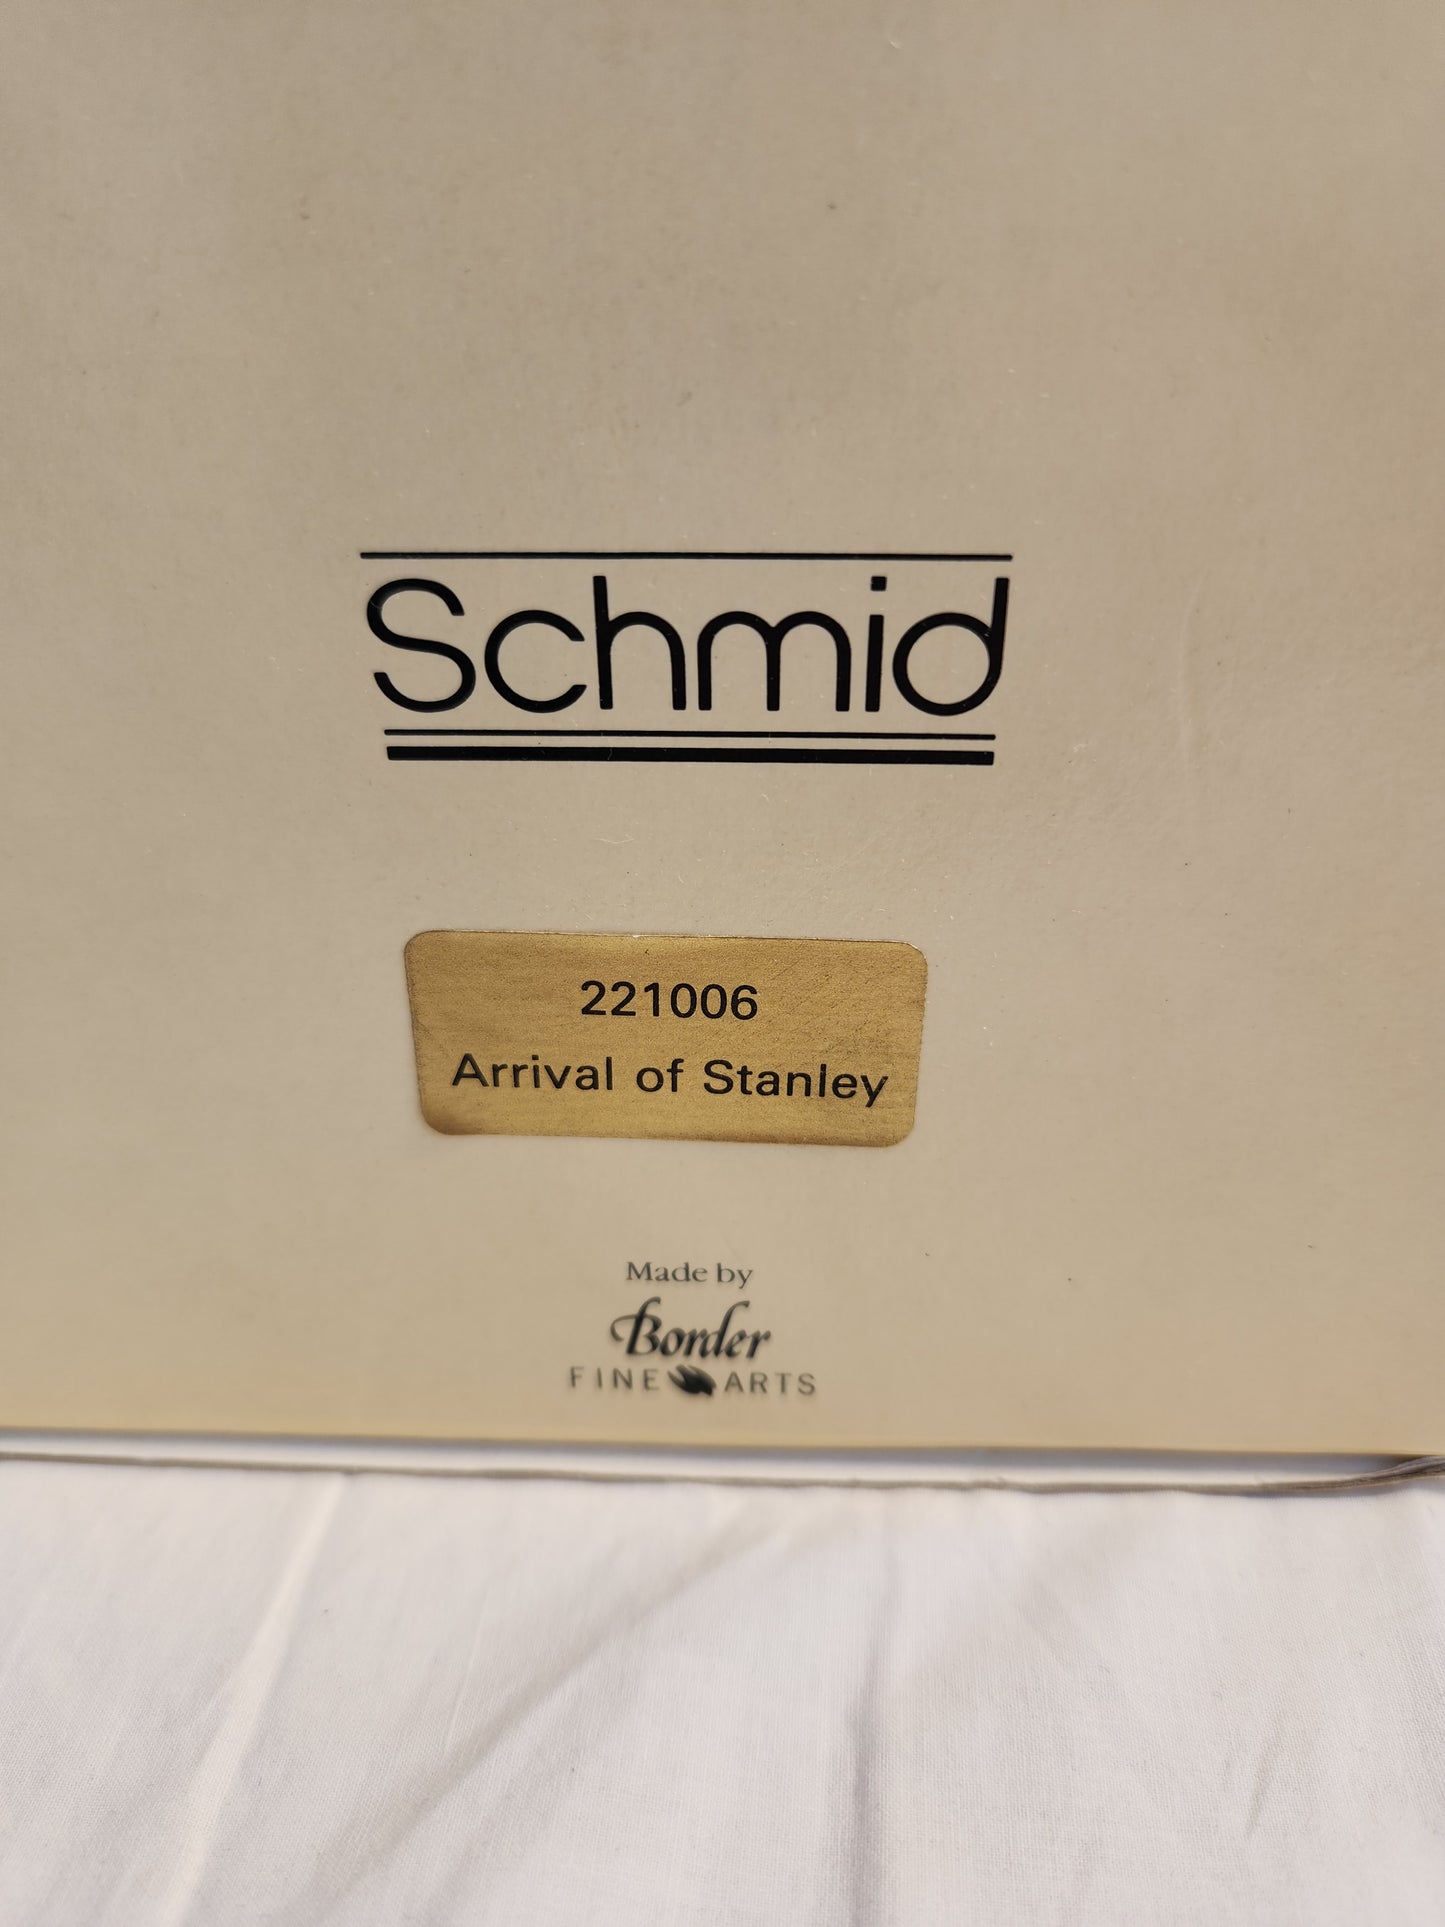 Schmid
221006
Arrival of Stanley
Made by
Border
FINE ARTS